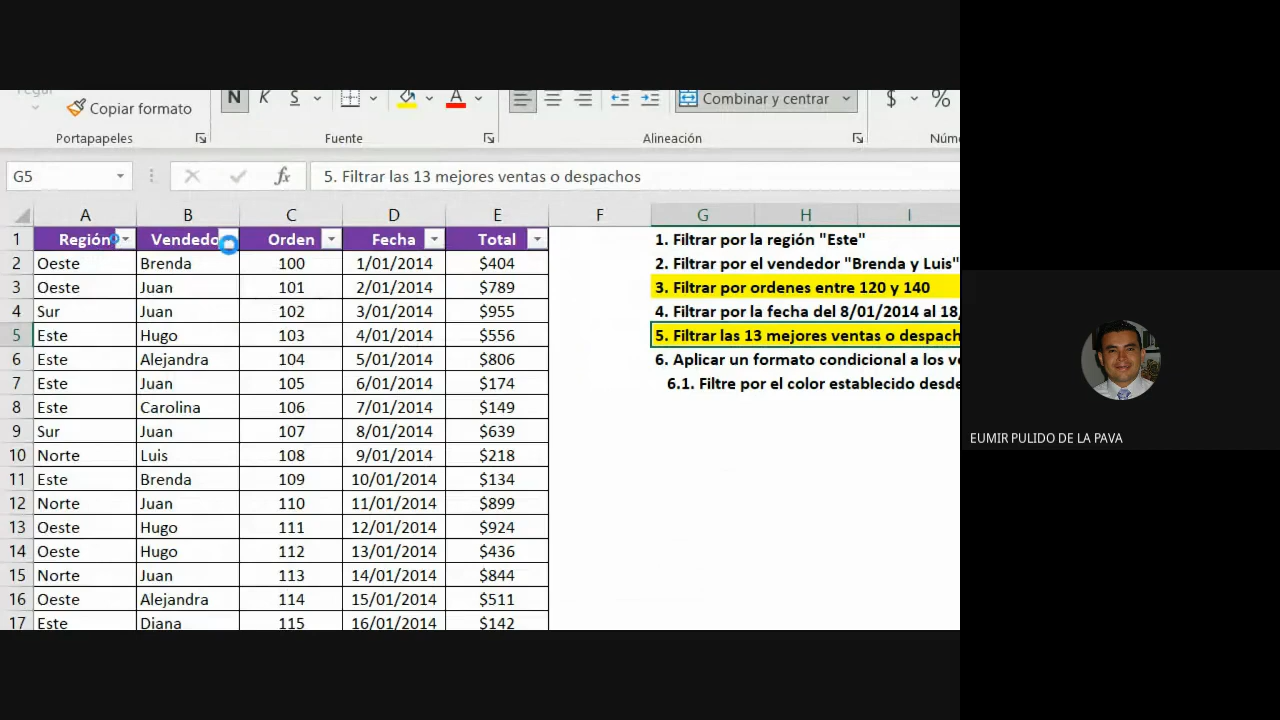 Copiar formato
N K S
Combinar y centrar
$ %
Portapapeles Fuente Alineación Núm
G5 fx 5. Filtrar las 13 mejores ventas o despachos
A B C D E F G H I
1 Región Vendedo Orden Fecha Total 1. Filtrar por la región "Este"
2 Oeste Brenda 100 1/01/2014 $404 2. Filtrar por el vendedor "Brenda y Luis"
3 Oeste Juan 101 2/01/2014 $789 3. Filtrar por ordenes entre 120 y 140
4 Sur Juan 102 3/01/2014 $955 4. Filtrar por la fecha del 8/01/2014 al 18/
5 Este Hugo 103 4/01/2014 $556 5. Filtrar las 13 mejores ventas o despach
6 Este Alejandra 104 5/01/2014 $806 6. Aplicar un formato condicional a los ve
7 Este Juan 105 6/01/2014 $174 6.1. Filtre por el color establecido desde
8 Este Carolina 106 7/01/2014 $149
9 Sur Juan 107 8/01/2014 $639
10 Norte Luis 108 9/01/2014 $218
11 Este Brenda 109 10/01/2014 $134
12 Norte Juan 110 11/01/2014 $899
13 Oeste Hugo 111 12/01/2014 $924
14 Oeste Hugo 112 13/01/2014 $436
15 Norte Juan 113 14/01/2014 $844
16 Oeste Alejandra 114 15/01/2014 $511
17 Este Diana 115 16/01/2014 $142
EUMIR PULIDO DE LA PAVA